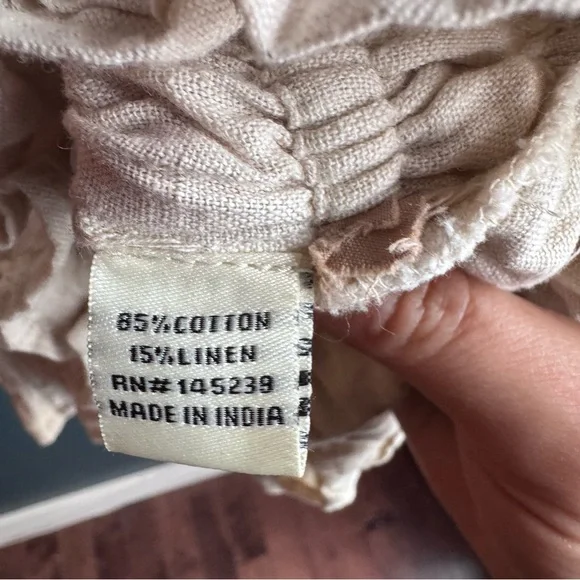 85% COTTON
15% LINEN
RN# 145239
MADE IN INDIA